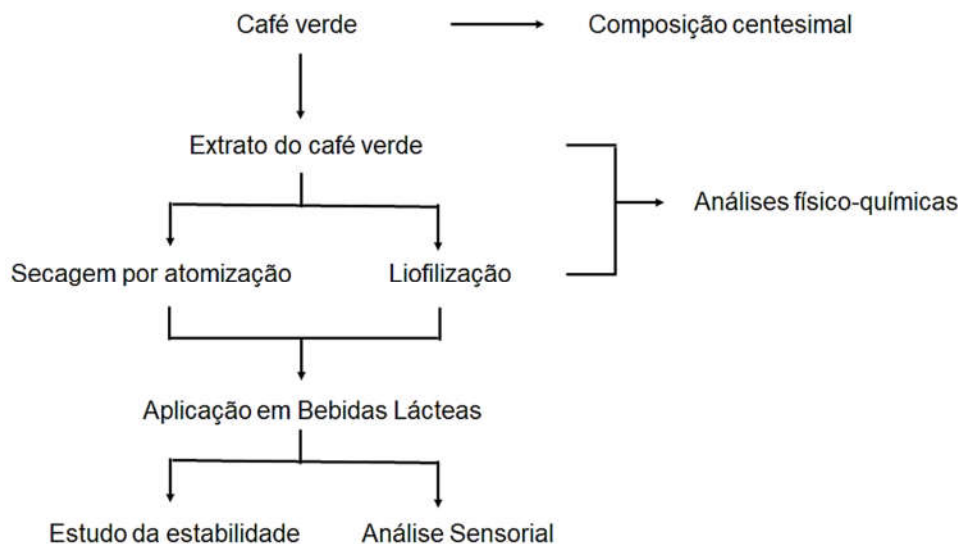 Café verde
Composição centesimal
Extrato do café verde
Análises físico-químicas
Secagem por atomização
Liofilização
Aplicação em Bebidas Lácteas
Estudo da estabilidade
Análise Sensorial